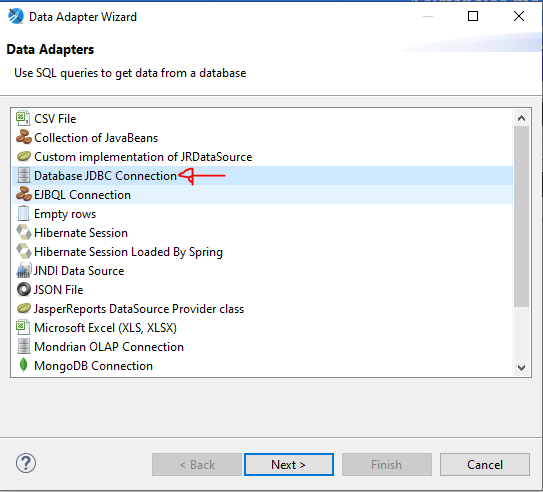 Data Adapter Wizard
Data Adapters
Use SQL queries to get data from a database
CSV File
Collection of JavaBeans
Custom implementation of JRDataSource
Database JDBC Connection
EJBQL Connection
Empty rows
Hibernate Session
Hibernate Session Loaded By Spring
JNDI Data Source
JSON File
JasperReports DataSource Provider class
Microsoft Excel (XLS, XLSX)
Mondrian OLAP Connection
MongoDB Connection
?
< Back
Next >
Finish
Cancel